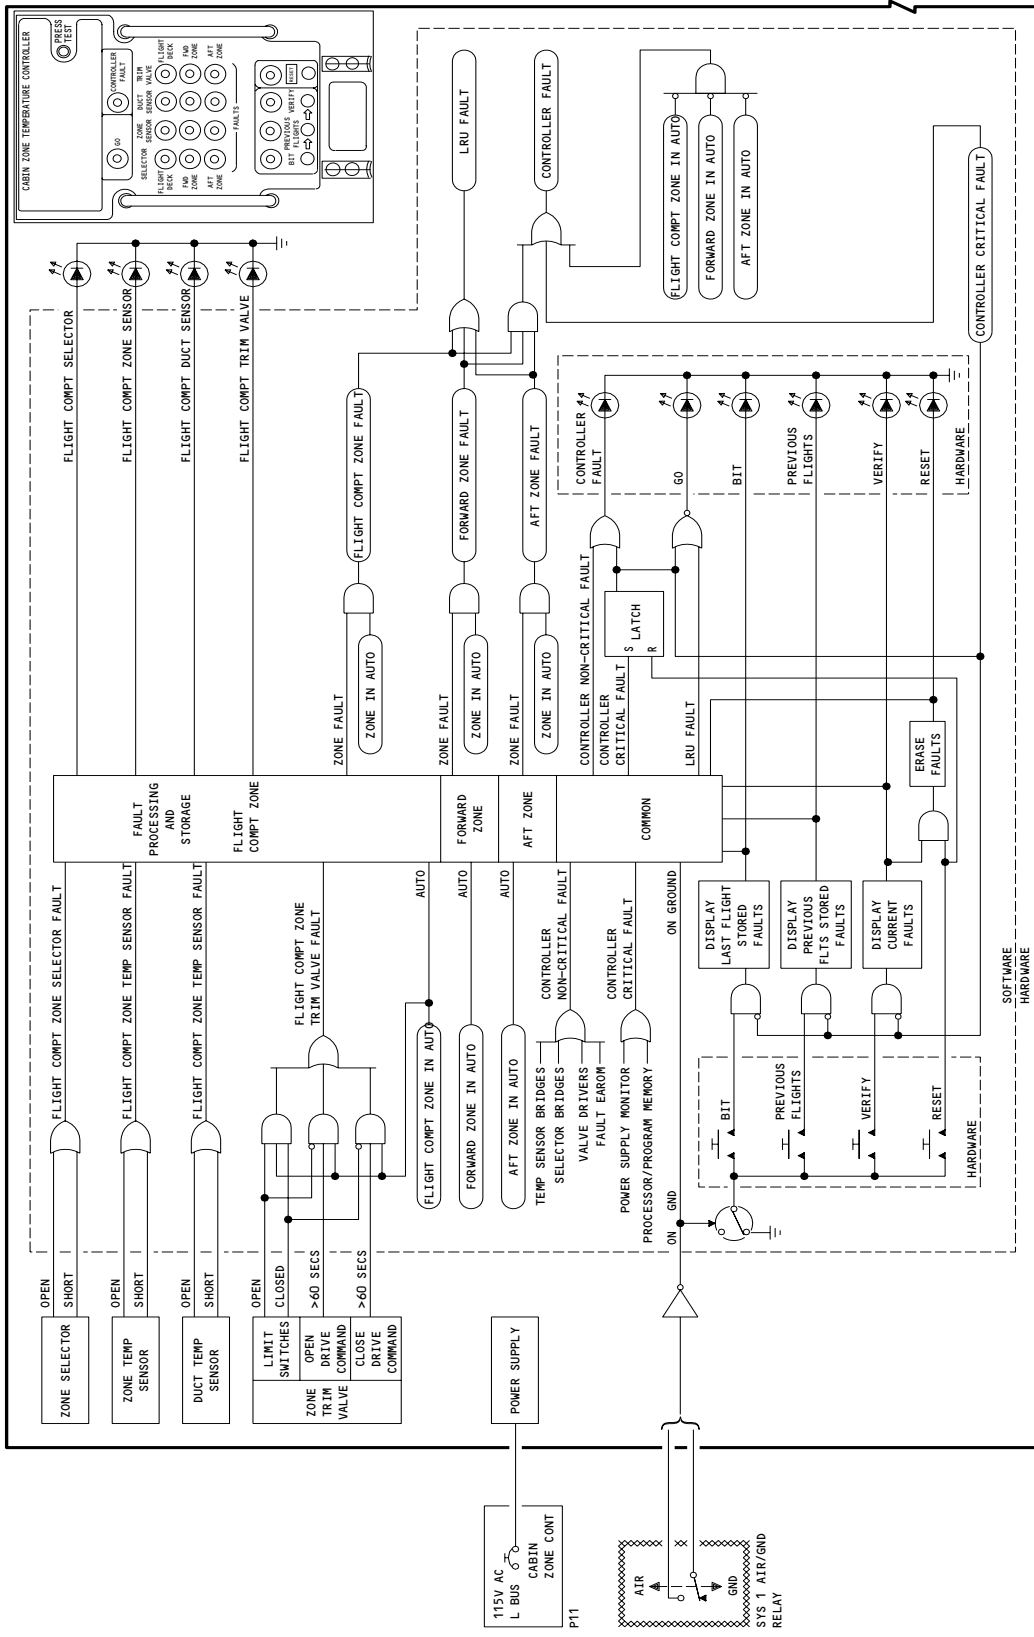 CABIN ZONE TEMPERATURE CONTROLLER
PRESS
TEST
GO
CONTROLLER
FAULT
SELECTOR
ZONE
SENSOR
DUCT
SENSOR
TRIM
VALVE
FLIGHT
DECK
FWD
ZONE
AFT
ZONE
FLIGHT
DECK
FWD
ZONE
AFT
ZONE
FAULTS
BIT
PREVIOUS
FLIGHTS
VERIFY
RESET
ZONE SELECTOR
OPEN
SHORT
FLIGHT COMPT ZONE SELECTOR FAULT
ZONE TEMP
SENSOR
OPEN
SHORT
FLIGHT COMPT ZONE TEMP SENSOR FAULT
DUCT TEMP
SENSOR
OPEN
SHORT
FLIGHT COMPT ZONE TEMP SENSOR FAULT
ZONE
TRIM
VALVE
LIMIT
SWITCHES
OPEN
DRIVE
COMMAND
CLOSE
DRIVE
COMMAND
OPEN
CLOSED
>60 SECS
>60 SECS
FLIGHT COMPT ZONE
TRIM VALVE FAULT
FLIGHT COMPT ZONE IN AUTO
AUTO
FORWARD ZONE IN AUTO
AUTO
AFT ZONE IN AUTO
AUTO
TEMP SENSOR BRIDGES
SELECTOR BRIDGES
VALVE DRIVERS
FAULT EAROM
CONTROLLER
NON-CRITICAL FAULT
POWER SUPPLY MONITOR
PROCESSOR/PROGRAM MEMORY
CONTROLLER
CRITICAL FAULT
ON GND
ON GROUND
FAULT
PROCESSING
AND
STORAGE
FLIGHT
COMPT ZONE
FORWARD
ZONE
AFT ZONE
COMMON
FLIGHT COMPT SELECTOR
FLIGHT COMPT ZONE SENSOR
FLIGHT COMPT DUCT SENSOR
FLIGHT COMPT TRIM VALVE
ZONE FAULT
ZONE IN AUTO
FLIGHT COMPT ZONE FAULT
ZONE FAULT
ZONE IN AUTO
FORWARD ZONE FAULT
ZONE FAULT
ZONE IN AUTO
AFT ZONE FAULT
LRU FAULT
CONTROLLER FAULT
FLIGHT COMPT ZONE IN AUTO
FORWARD ZONE IN AUTO
AFT ZONE IN AUTO
CONTROLLER CRITICAL FAULT
CONTROLLER NON-CRITICAL FAULT
CONTROLLER
CRITICAL FAULT
S
LATCH
R
LRU FAULT
ERASE
FAULTS
CONTROLLER
FAULT
GO
BIT
PREVIOUS
FLIGHTS
VERIFY
RESET
HARDWARE
BIT
PREVIOUS
FLIGHTS
VERIFY
RESET
HARDWARE
DISPLAY
LAST FLIGHT
STORED
FAULTS
DISPLAY
PREVIOUS
FLTS STORED
FAULTS
DISPLAY
CURRENT
FAULTS
SOFTWARE
HARDWARE
POWER SUPPLY
115V AC
L BUS
CABIN
ZONE CONT
P11
AIR
GND
SYS 1 AIR/GND
RELAY